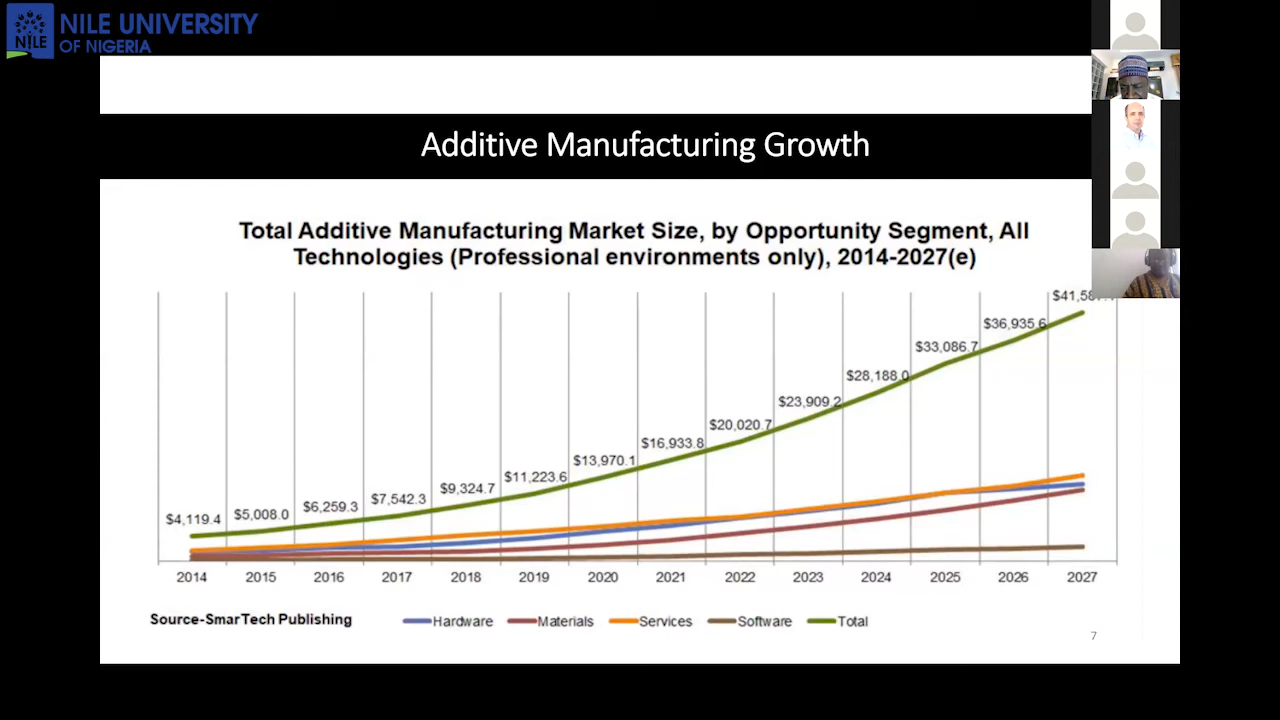 NILE UNIVERSITY
OF NIGERIA
NILE
Additive Manufacturing Growth
Total Additive Manufacturing Market Size, by Opportunity Segment, All
Technologies (Professional environments only), 2014-2027(e)
$4,119.4
$5,008.0
$6,259.3
$7,542.3
$9,324.7
$11,223.6
$13,970.1
$16,933.8
$20,020.7
$23,909.2
$28,188.0
$33,086.7
$36,935.6
2014 2015 2016 2017 2018 2019 2020 2021 2022 2023 2024 2025 2026 2027
Source-SmarTech Publishing
Hardware Materials Services Software Total
7